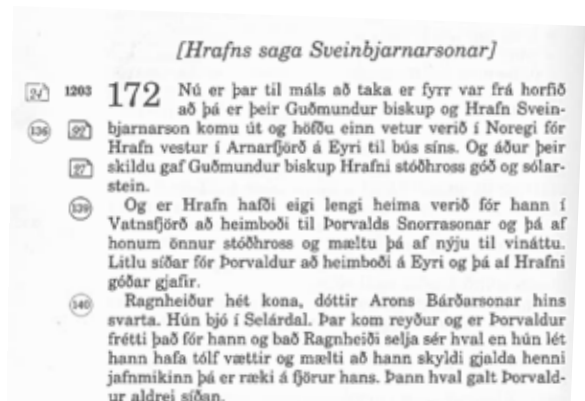 [Hrafns saga Sveinbjarnarsonar]
24 1203 172 Nú er þar til máls að taka er fyrr var frá horfið
að þá er þeir Guðmundur biskup og Hrafn Svein-
136 bjarnarson komu út og höfðu einn vetur verið í Noregi fór
Hrafn vestur í Arnarfjörð á Eyri til bús síns. Og áður þeir
27 skildu gaf Guðmundur biskup Hrafni stóðhross góð og sólar-
stein.
139 Og er Hrafn hafði eigi lengi heima verið fór hann í
Vatnsfjörð að heimboði til Þorvalds Snorrasonar og þá af
honum önnur stóðhross og mæltu þá af nýju til vináttu.
Litlu síðar fór Þorvaldur að heimboði á Eyri og þá af Hrafni
góðar gjafir.
140 Ragnheiður hét kona, dóttir Arons Bárðarsonar hins
svarta. Hún bjó í Selárdal. Þar kom reyður og er Þorvaldur
frétti það fór hann og bað Ragnheiði selja sér hval en hún lét
hann hafa tólf vættir og mælti að hann skyldi gjalda henni
jafnmikinn þá er ræki á fjörur hans. Þann hval galt Þorvald-
ur aldrei síðan.